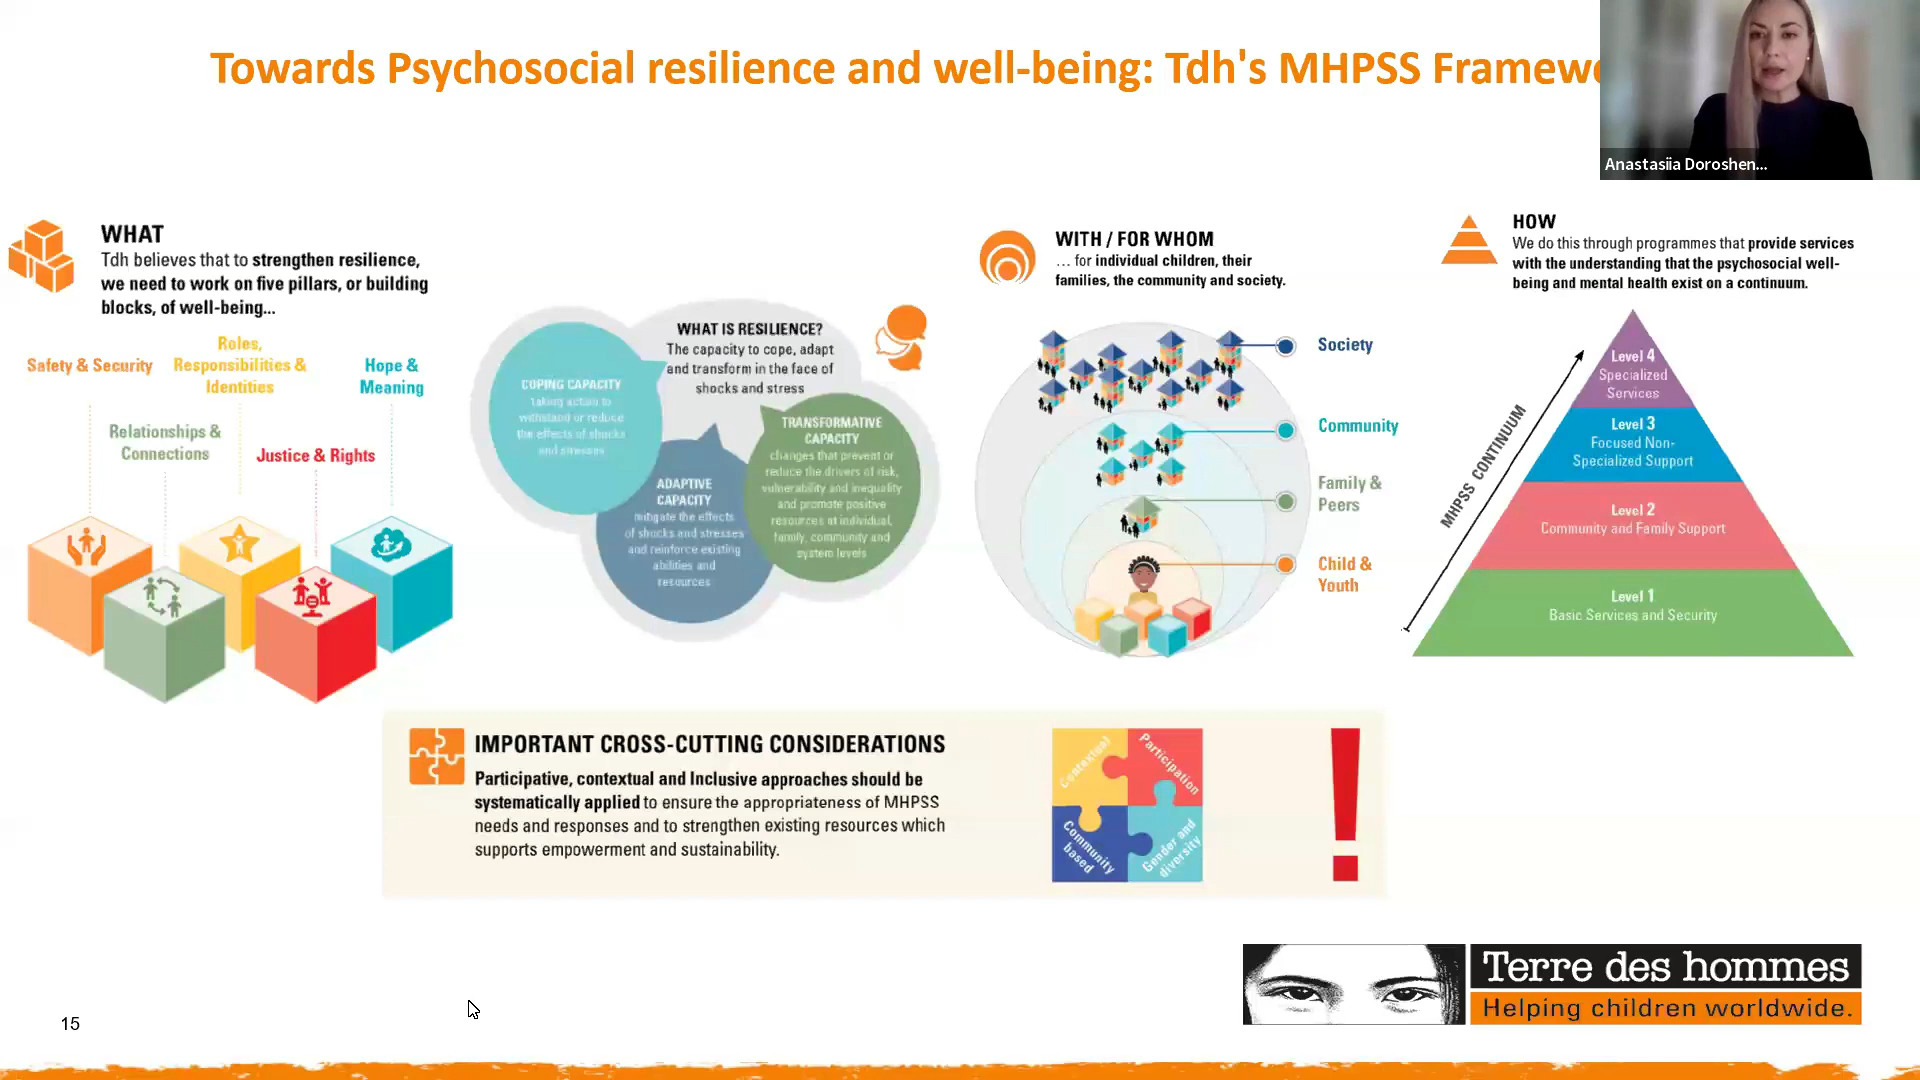 Towards Psychosocial resilience and well-being: Tdh's MHPSS Framew
Anastasiia Doroshen...
WHAT
Tdh believes that to strengthen resilience,
we need to work on five pillars, or building
blocks, of well-being...
Safety & Security
Roles,
Responsibilities &
Identities
Hope &
Meaning
Relationships &
Connections
Justice & Rights
WHAT IS RESILIENCE?
The capacity to cope, adapt
and transform in the face of
shocks and stress
COPING CAPACITY
taking action to
withstand or reduce
the effects of shocks
and stresses
ADAPTIVE
CAPACITY
mitigate the effects
of shocks and stresses
and reinforce existing
abilities and
resources
TRANSFORMATIVE
CAPACITY
changes that prevent or
reduce the drivers of risk,
vulnerability and inequality
and promote positive
resources at individual,
family, community and
system levels
WITH / FOR WHOM
... for individual children, their
families, the community and society.
Society
Community
Family &
Peers
Child &
Youth
HOW
We do this through programmes that provide services
with the understanding that the psychosocial well-
being and mental health exist on a continuum.
MHPSS CONTINUUM
Level 4
Specialized
Services
Level 3
Focused Non-
Specialized Support
Level 2
Community and Family Support
Level 1
Basic Services and Security
IMPORTANT CROSS-CUTTING CONSIDERATIONS
Participative, contextual and Inclusive approaches should be
systematically applied to ensure the appropriateness of MHPSS
needs and responses and to strengthen existing resources which
supports empowerment and sustainability.
Contextual
Participation
Community
based
Gender and
diversity
!
Terre des hommes
Helping children worldwide.
15